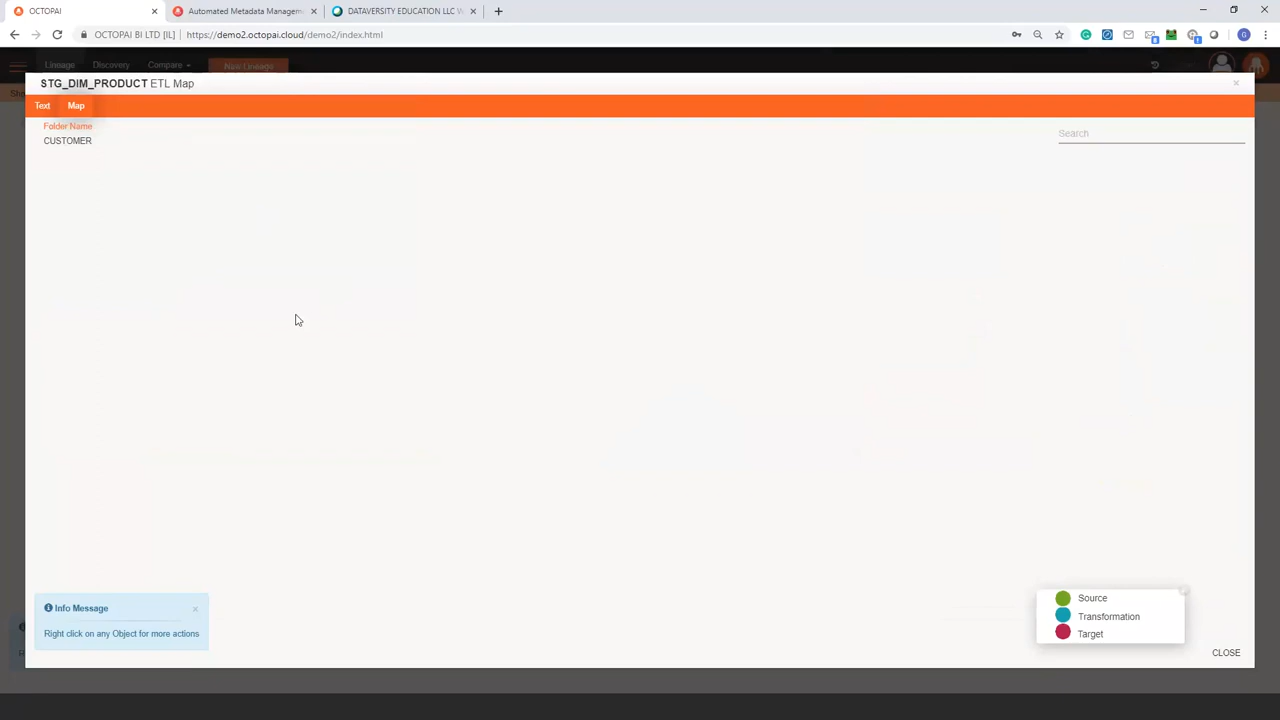 OCTOPAI
Automated Metadata Managem
DATAVERSITY EDUCATION LLC W
OCTOPAI BI LTD [IL]
https://demo2.octopai.cloud/demo2/index.html
Lineage
Discovery
Compare
New Lineage
STG_DIM_PRODUCT ETL Map
Text
Map
Folder Name
CUSTOMER
Search
Info Message
Right click on any Object for more actions
Source
Transformation
Target
CLOSE